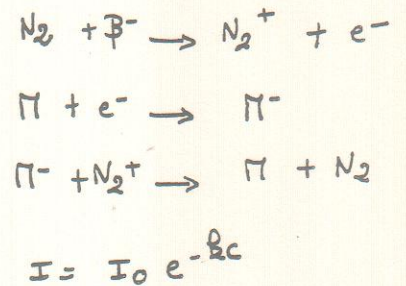 N₂ + β⁻ → N₂⁺ + e⁻
M + e⁻ → M⁻
M⁻ + N₂⁺ → M + N₂
I = I₀ e⁻ᵏᶜ